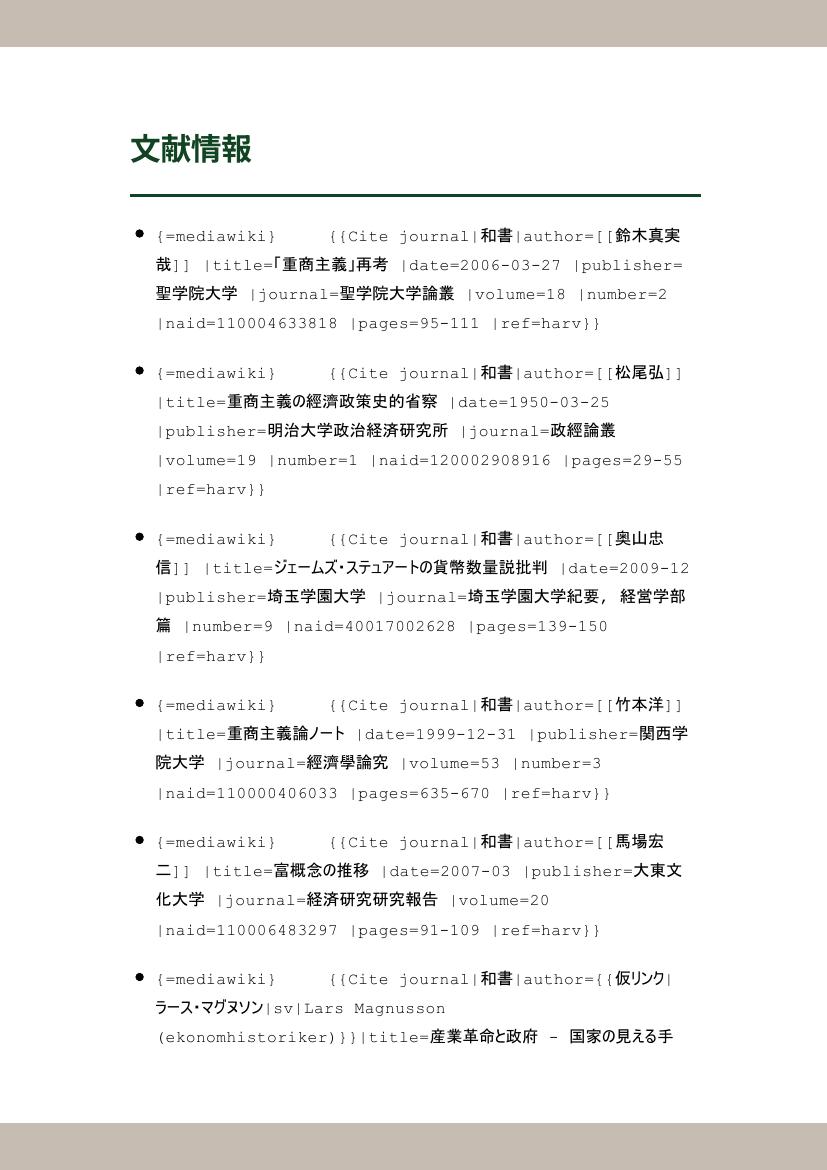 文献情報
● {=mediawiki}     {{Cite journal|和書|author=[[鈴木真実
哉]] |title=「重商主義」再考 |date=2006-03-27 |publisher=
聖学院大学 |journal=聖学院大学論叢 |volume=18 |number=2
|naid=110004633818 |pages=95-111 |ref=harv}}
● {=mediawiki}     {{Cite journal|和書|author=[[松尾弘]]
|title=重商主義の經濟政策史的省察 |date=1950-03-25
|publisher=明治大学政治経済研究所 |journal=政經論叢
|volume=19 |number=1 |naid=120002908916 |pages=29-55
|ref=harv}}
● {=mediawiki}     {{Cite journal|和書|author=[[奥山忠
信]] |title=ジェームズ・ステュアートの貨幣数量説批判 |date=2009-12
|publisher=埼玉学園大学 |journal=埼玉学園大学紀要, 経営学部
篇 |number=9 |naid=40017002628 |pages=139-150
|ref=harv}}
● {=mediawiki}     {{Cite journal|和書|author=[[竹本洋]]
|title=重商主義論ノート |date=1999-12-31 |publisher=関西学
院大学 |journal=經濟學論究 |volume=53 |number=3
|naid=110000406033 |pages=635-670 |ref=harv}}
● {=mediawiki}     {{Cite journal|和書|author=[[馬場宏
二]] |title=富概念の推移 |date=2007-03 |publisher=大東文
化大学 |journal=経済研究研究報告 |volume=20
|naid=110006483297 |pages=91-109 |ref=harv}}
● {=mediawiki}     {{Cite journal|和書|author={{仮リンク|
ラース・マグヌソン|sv|Lars Magnusson
(ekonomhistoriker)}}|title=産業革命と政府 - 国家の見える手